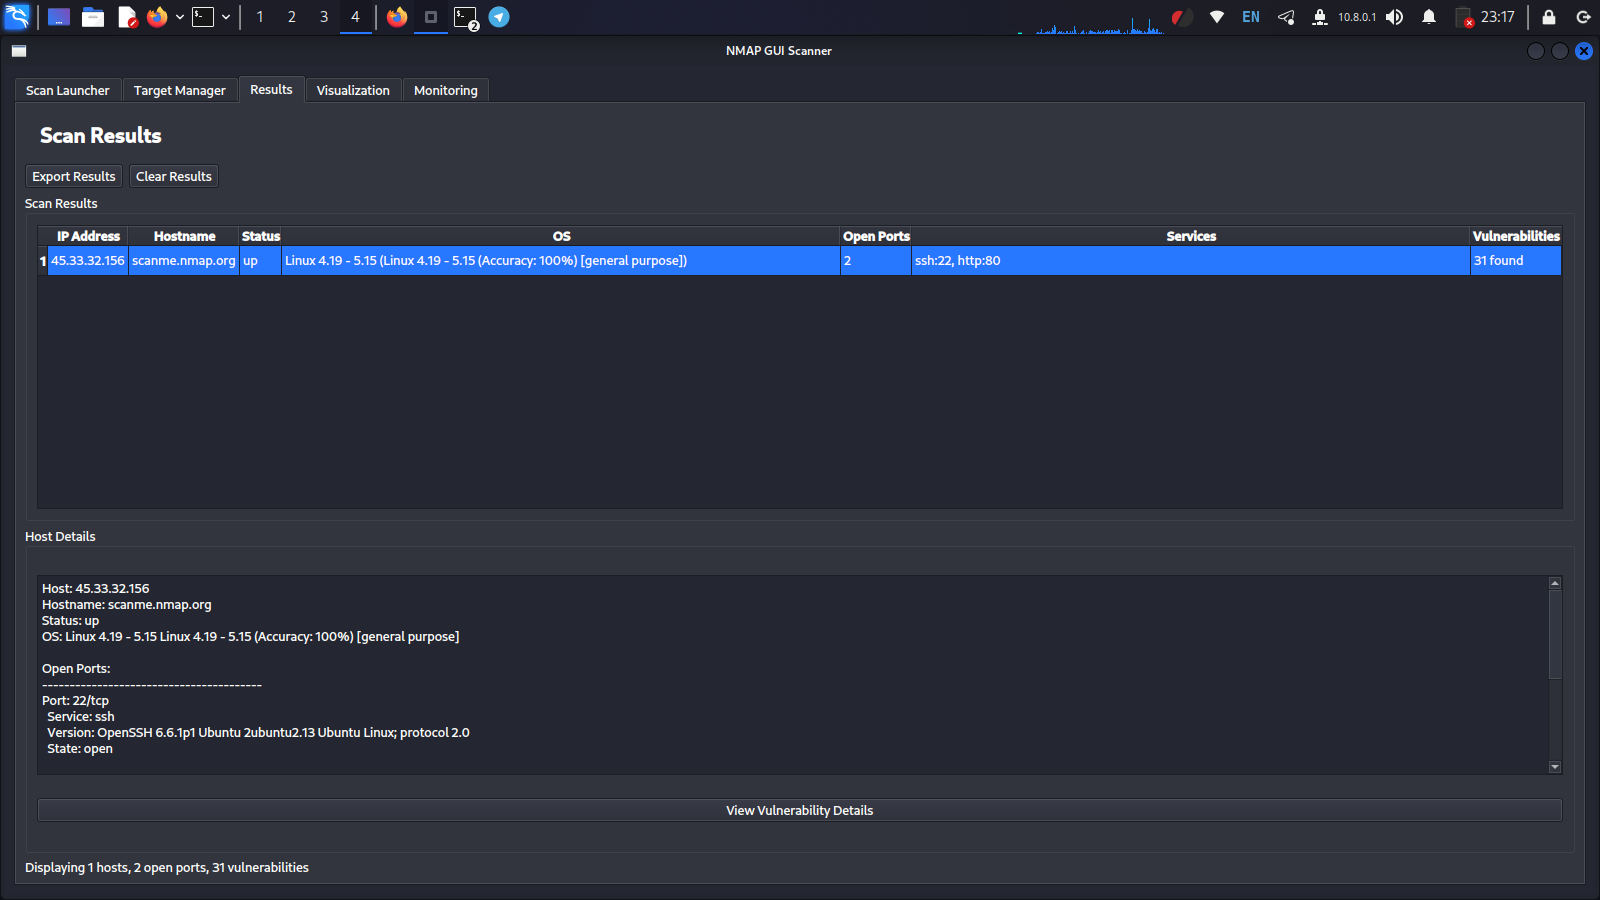 1 2 3 4 2 EN 10.8.0.1 23:17
NMAP GUI Scanner
Scan Launcher Target Manager Results Visualization Monitoring
Scan Results
Export Results Clear Results
Scan Results
IP Address Hostname Status OS Open Ports Services Vulnerabilities
1 45.33.32.156 scanme.nmap.org up Linux 4.19 - 5.15 (Linux 4.19 - 5.15 (Accuracy: 100%) [general purpose]) 2 ssh:22, http:80 31 found
Host Details
Host: 45.33.32.156
Hostname: scanme.nmap.org
Status: up
OS: Linux 4.19 - 5.15 Linux 4.19 - 5.15 (Accuracy: 100%) [general purpose]
Open Ports:
----------------------------------------
Port: 22/tcp
Service: ssh
Version: OpenSSH 6.6.1p1 Ubuntu 2ubuntu2.13 Ubuntu Linux; protocol 2.0
State: open
View Vulnerability Details
Displaying 1 hosts, 2 open ports, 31 vulnerabilities